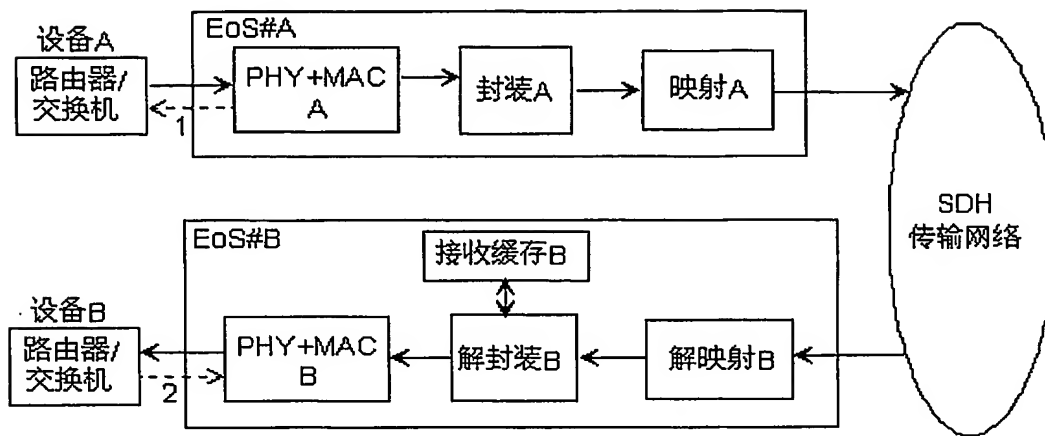 设备A
路由器/
交换机
1
EoS#A
PHY+MAC
A
封装A
映射A
SDH
传输网络
EoS#B
接收缓存B
设备B
路由器/
交换机
2
PHY+MAC
B
解封装B
解映射B